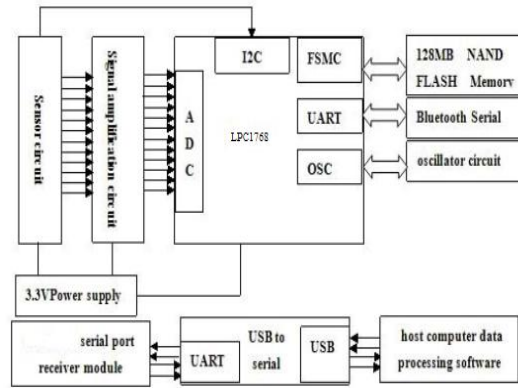 Sensor circuit
Signal amplification circuit
I2C
A
D
C
LPC1768
FSMC
UART
OSC
128MB NAND
FLASH Memory
Bluetooth Serial
oscillator circuit
3.3VPower supply
serial port
receiver module
UART
USB to
serial
USB
host computer data
processing software